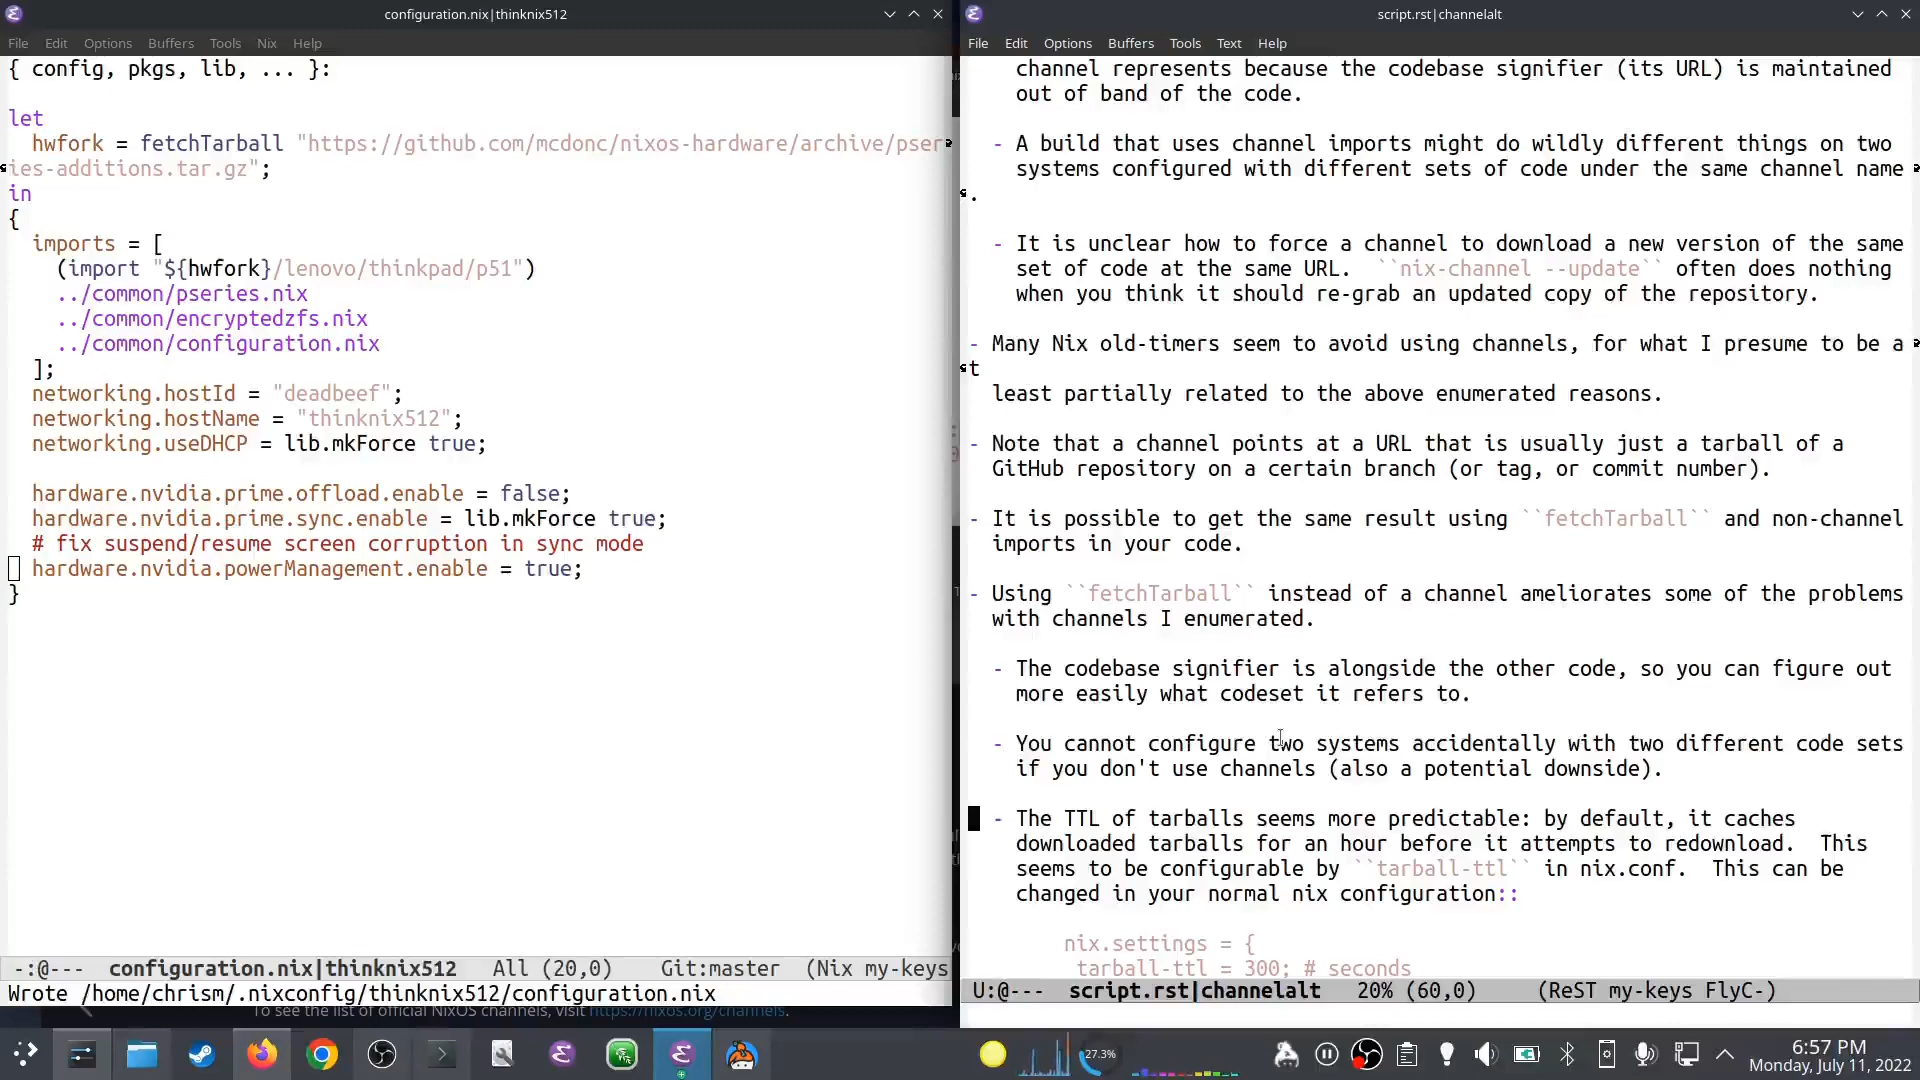 configuration.nix|thinknix512
File Edit Options Buffers Tools Nix Help
{ config, pkgs, lib, ... }:
let
hwfork = fetchTarball "https://github.com/mcdonc/nixos-hardware/archive/pser
ies-additions.tar.gz";
in
{
imports = [
(import "${hwfork}/lenovo/thinkpad/p51")
../common/pseries.nix
../common/encryptedzfs.nix
../common/configuration.nix
];
networking.hostId = "deadbeef";
networking.hostName = "thinknix512";
networking.useDHCP = lib.mkForce true;
hardware.nvidia.prime.offload.enable = false;
hardware.nvidia.prime.sync.enable = lib.mkForce true;
# fix suspend/resume screen corruption in sync mode
hardware.nvidia.powerManagement.enable = true;
}
-:@--- configuration.nix|thinknix512 All (20,0) Git:master (Nix my-keys
Wrote /home/chrism/.nixconfig/thinknix512/configuration.nix
To see the list of official NixOS channels, visit https://nixos.org/channels.
script.rst|channelalt
File Edit Options Buffers Tools Text Help
channel represents because the codebase signifier (its URL) is maintained
out of band of the code.
- A build that uses channel imports might do wildly different things on two
systems configured with different sets of code under the same channel name
.
- It is unclear how to force a channel to download a new version of the same
set of code at the same URL. ``nix-channel --update`` often does nothing
when you think it should re-grab an updated copy of the repository.
- Many Nix old-timers seem to avoid using channels, for what I presume to be a
t
least partially related to the above enumerated reasons.
- Note that a channel points at a URL that is usually just a tarball of a
GitHub repository on a certain branch (or tag, or commit number).
- It is possible to get the same result using ``fetchTarball`` and non-channel
imports in your code.
- Using ``fetchTarball`` instead of a channel ameliorates some of the problems
with channels I enumerated.
- The codebase signifier is alongside the other code, so you can figure out
more easily what codeset it refers to.
- You cannot configure two systems accidentally with two different code sets
if you don't use channels (also a potential downside).
- The TTL of tarballs seems more predictable: by default, it caches
downloaded tarballs for an hour before it attempts to redownload. This
seems to be configurable by ``tarball-ttl`` in nix.conf. This can be
changed in your normal nix configuration::
nix.settings = {
tarball-ttl = 300; # seconds
U:@--- script.rst|channelalt 20% (60,0) (ReST my-keys FlyC-)
27.3%
6:57 PM
Monday, July 11, 2022